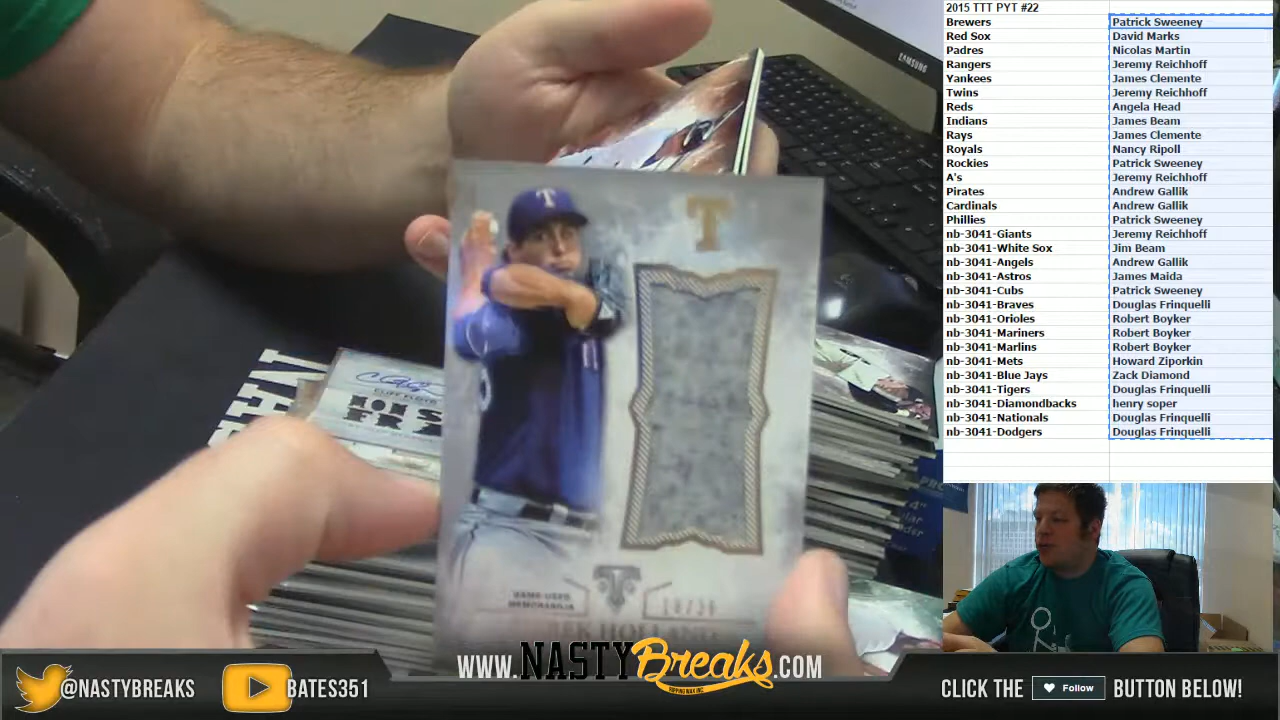 2015 TTT PYT #22
Brewers Patrick Sweeney
Red Sox David Marks
Padres Nicolas Martin
Rangers Jeremy Reichhoff
Yankees James Clemente
Twins Jeremy Reichhoff
Reds Angela Head
Indians James Beam
Rays James Clemente
Royals Nancy Ripoll
Rockies Patrick Sweeney
A's Jeremy Reichhoff
Pirates Andrew Gallik
Cardinals Andrew Gallik
Phillies Patrick Sweeney
nb-3041-Giants Jeremy Reichhoff
nb-3041-White Sox Jim Beam
nb-3041-Angels Andrew Gallik
nb-3041-Astros James Maida
nb-3041-Cubs Patrick Sweeney
nb-3041-Braves Douglas Frinquelli
nb-3041-Orioles Robert Boyker
nb-3041-Mariners Robert Boyker
nb-3041-Marlins Robert Boyker
nb-3041-Mets Howard Ziporkin
nb-3041-Blue Jays Zack Diamond
nb-3041-Tigers Douglas Frinquelli
nb-3041-Diamondbacks henry soper
nb-3041-Nationals Douglas Frinquelli
nb-3041-Dodgers Douglas Frinquelli
SAMSUNG
T
T
CLIFF FLOYD
GAME-USED
MEMORABILIA
@NASTYBREAKS
BATES351
WWW.NASTYBreaks.COM
CLICK THE Follow BUTTON BELOW!